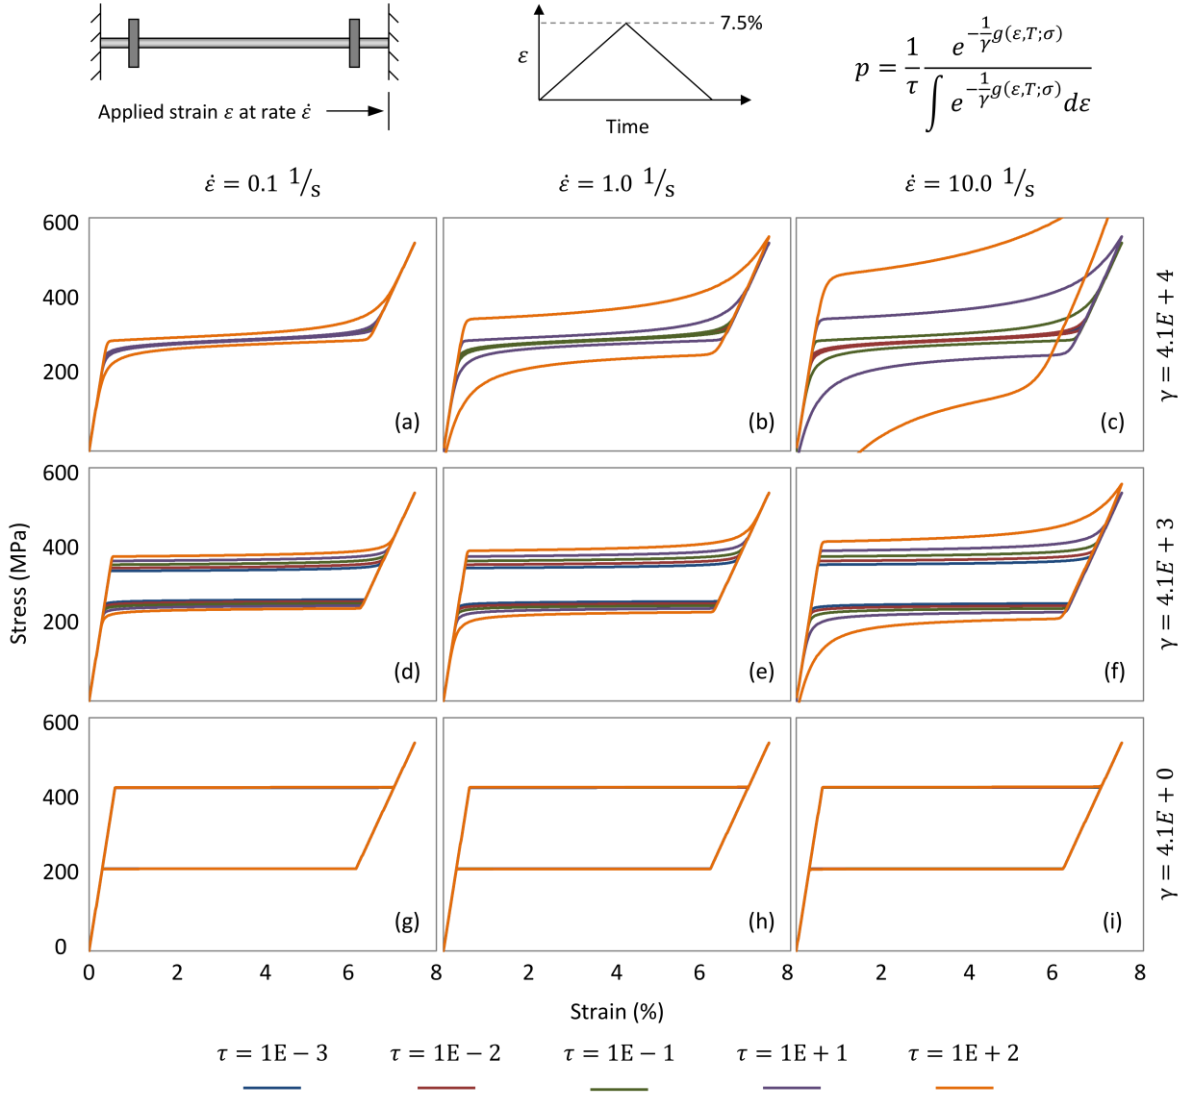 Applied strain ε at rate ε̇
ε
7.5%
Time
p = 1/τ e^{-1/γ g(ε,T;σ)} / ∫ e^{-1/γ g(ε,T;σ)} dε
ε̇ = 0.1 1/s
ε̇ = 1.0 1/s
ε̇ = 10.0 1/s
600
400
200
(a)
(b)
(c)
γ = 4.1E + 4
600
400
200
(d)
(e)
(f)
γ = 4.1E + 3
Stress (MPa)
600
400
200
0
(g)
(h)
(i)
γ = 4.1E + 0
0 2 4 6 8 2 4 6 8 2 4 6 8
Strain (%)
τ = 1E − 3
τ = 1E − 2
τ = 1E − 1
τ = 1E + 1
τ = 1E + 2